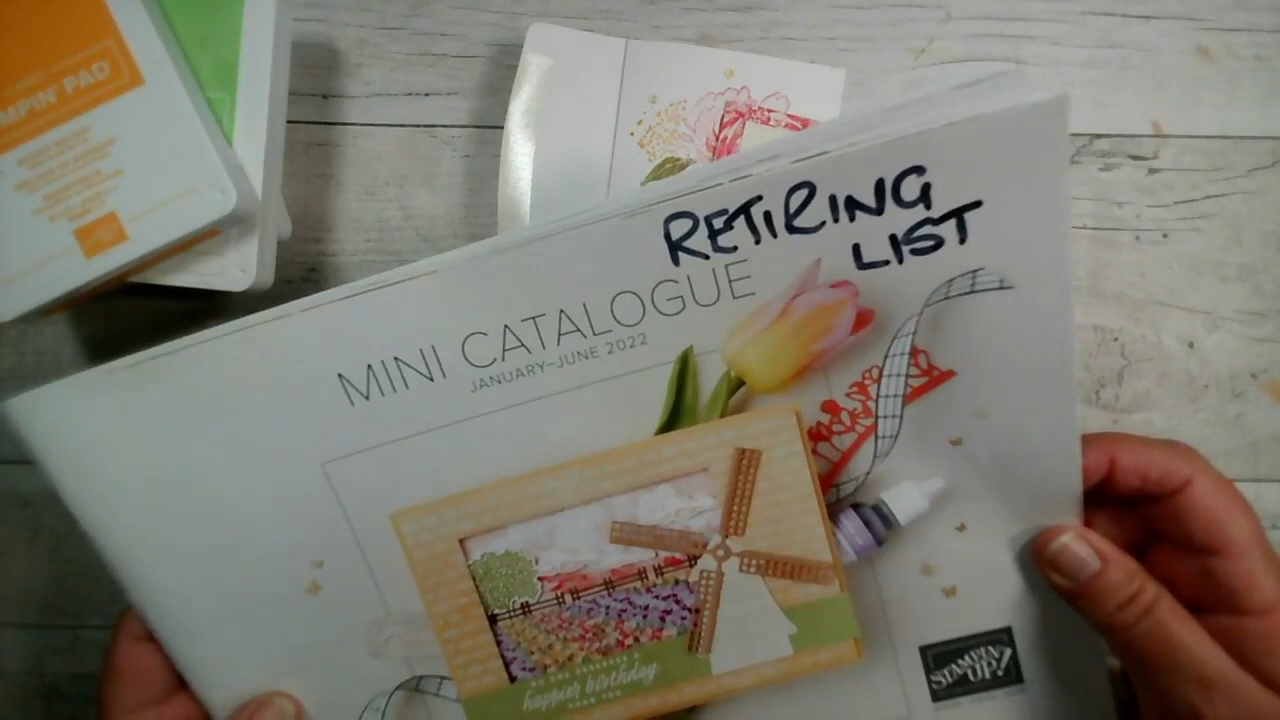 MPIN' PAD
RETIRING
LIST
MINI CATALOGUE
JANUARY–JUNE 2022
happier birthday
STAMPIN'
UP!